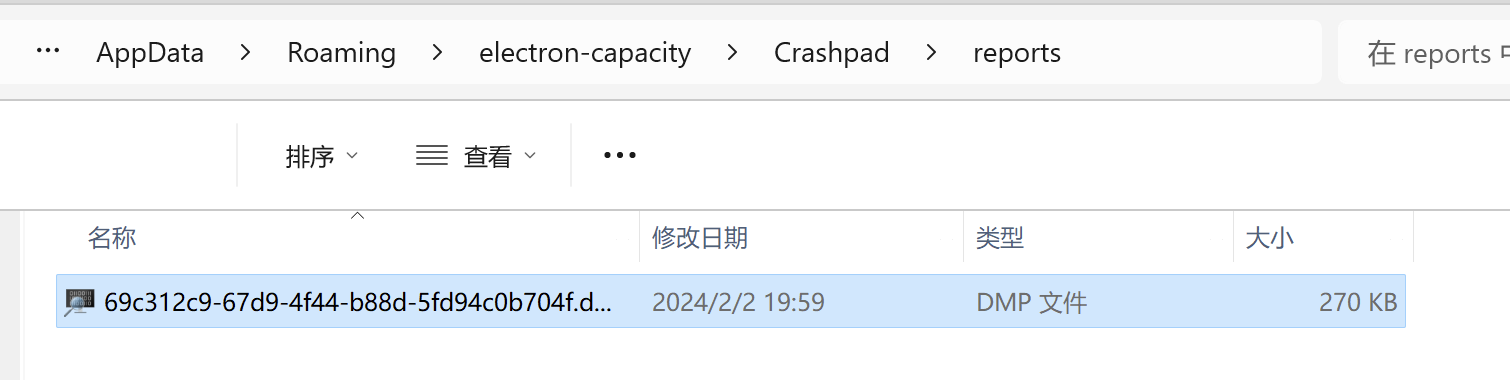 ··· AppData > Roaming > electron-capacity > Crashpad > reports 在 reports
排序 查看 ···
名称 修改日期 类型 大小
69c312c9-67d9-4f44-b88d-5fd94c0b704f.d... 2024/2/2 19:59 DMP 文件 270 KB